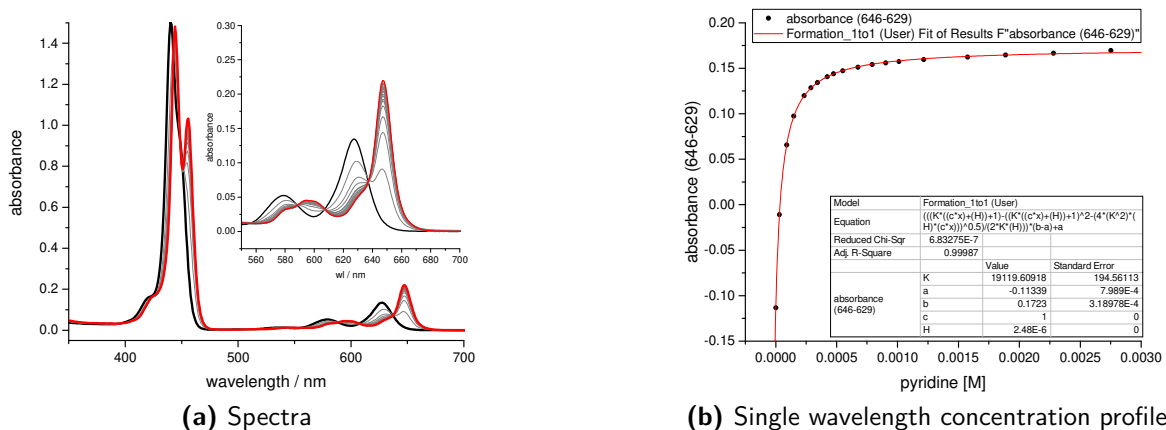 absorbance
1.4
1.2
1.0
0.8
0.6
0.4
0.2
0.0
400
500
600
700
wavelength / nm
absorbance
0.30
0.25
0.20
0.15
0.10
0.05
0.00
550 560 580 600 620 640 660 680 700
wl / nm
(a) Spectra
absorbance (646-629)
0.20
0.15
0.10
0.05
0.00
-0.05
-0.10
-0.15
absorbance (646-629)
Formation_1to1 (User) Fit of Results F"absorbance (646-629)"
Model Formation_1to1 (User)
Equation (((K*((c*x)+(H))+1)-((K*((c*x)+(H))+1)^2-(4*(K^2)*(
H)*(c*x)))^0.5)/(2*K*(H)))*(b-a)+a
Reduced Chi-Sqr 6.83275E-7
Adj. R-Square 0.99987
Value Standard Error
absorbance
(646-629)
K 19119.60918 194.56113
a -0.11339 7.989E-4
b 0.1723 3.18978E-4
c 1 0
H 2.48E-6 0
0.0000 0.0005 0.0010 0.0015 0.0020 0.0025 0.0030
pyridine [M]
(b) Single wavelength concentration profile